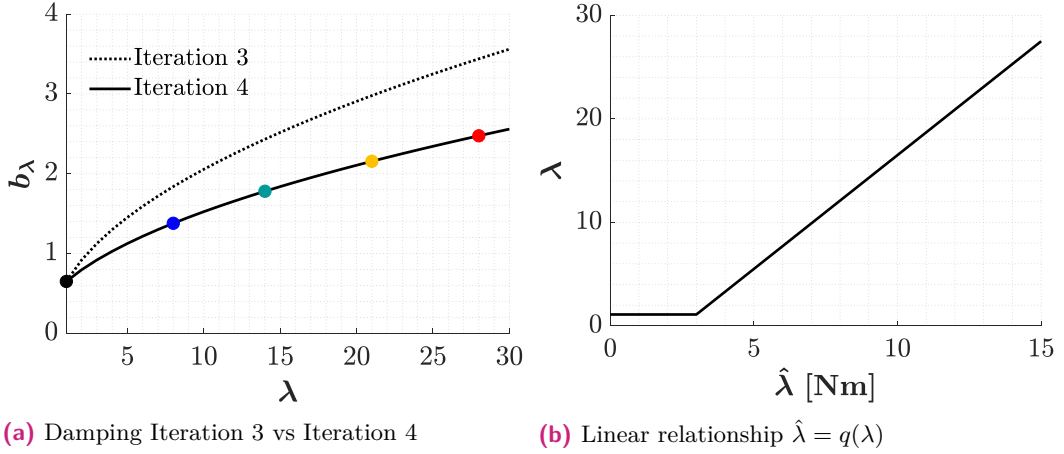 4
3
2
1
0
b_λ
Iteration 3
Iteration 4
5 10 15 20 25 30
λ
(a) Damping Iteration 3 vs Iteration 4
30
20
10
0
λ
0 5 10 15
λ̂ [Nm]
(b) Linear relationship λ̂ = q(λ)